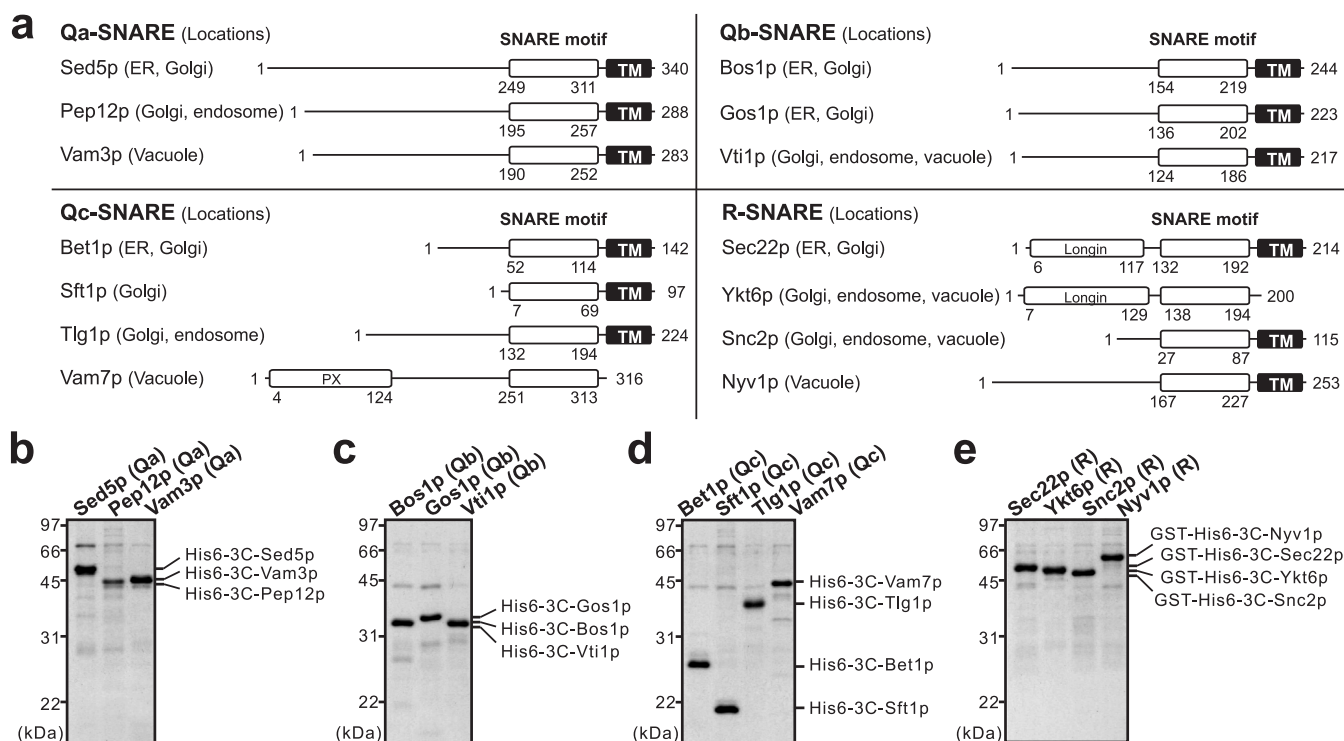 a
Qa-SNARE (Locations)
SNARE motif
Sed5p (ER, Golgi) 1 TM 340
249 311
Pep12p (Golgi, endosome) 1 TM 288
195 257
Vam3p (Vacuole) 1 TM 283
190 252
Qb-SNARE (Locations)
SNARE motif
Bos1p (ER, Golgi) 1 TM 244
154 219
Gos1p (ER, Golgi) 1 TM 223
136 202
Vti1p (Golgi, endosome, vacuole) 1 TM 217
124 186
Qc-SNARE (Locations)
SNARE motif
Bet1p (ER, Golgi) 1 TM 142
52 114
Sft1p (Golgi) 1 TM 97
7 69
Tlg1p (Golgi, endosome) 1 TM 224
132 194
Vam7p (Vacuole) 1 PX 316
4 124 251 313
R-SNARE (Locations)
SNARE motif
Sec22p (ER, Golgi) 1 Longin TM 214
6 117 132 192
Ykt6p (Golgi, endosome, vacuole) 1 Longin 200
7 129 138 194
Snc2p (Golgi, endosome, vacuole) 1 TM 115
27 87
Nyv1p (Vacuole) 1 TM 253
167 227
b
Sed5p (Qa)
Pep12p (Qa)
Vam3p (Qa)
97
66
45
31
22
(kDa)
His6-3C-Sed5p
His6-3C-Vam3p
His6-3C-Pep12p
c
Bos1p (Qb)
Gos1p (Qb)
Vti1p (Qb)
97
66
45
31
22
(kDa)
His6-3C-Gos1p
His6-3C-Bos1p
His6-3C-Vti1p
d
Bet1p (Qc)
Sft1p (Qc)
Tlg1p (Qc)
Vam7p (Qc)
97
66
45
31
22
(kDa)
His6-3C-Vam7p
His6-3C-Tlg1p
His6-3C-Bet1p
His6-3C-Sft1p
e
Sec22p (R)
Ykt6p (R)
Snc2p (R)
Nyv1p (R)
97
66
45
31
22
(kDa)
GST-His6-3C-Nyv1p
GST-His6-3C-Sec22p
GST-His6-3C-Ykt6p
GST-His6-3C-Snc2p